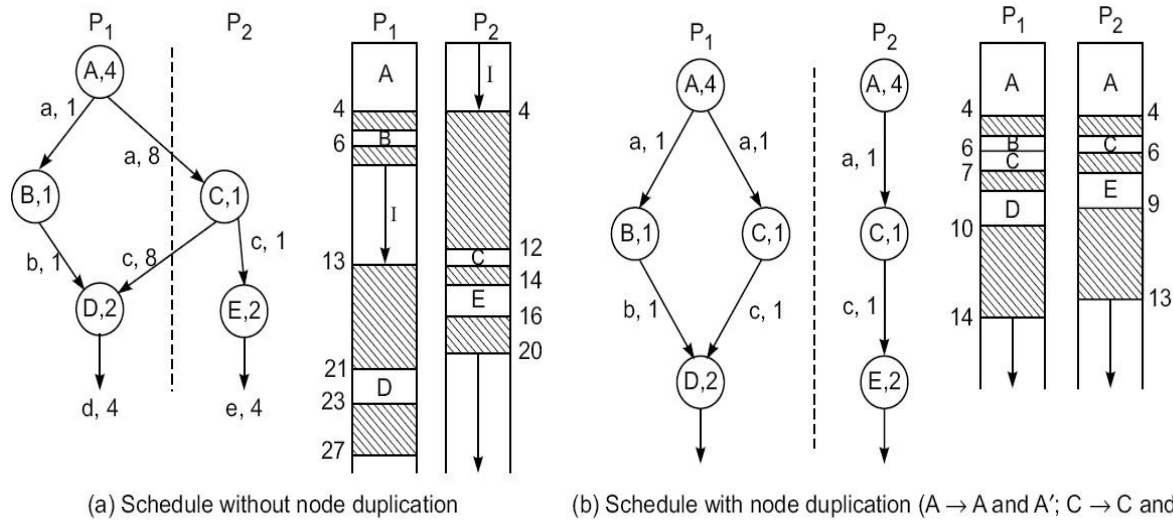 P1 P2
A,4
a, 1
a, 8
B,1
C,1
b, 1
c, 8
c, 1
D,2
E,2
d, 4
e, 4
P1 P2
A
I
4
4
B
6
I
13
12
C
14
E
16
20
21
D
23
27
(a) Schedule without node duplication
P1
P2
A,4
A, 4
a, 1
a,1
a, 1
B,1
C,1
C,1
b, 1
c, 1
c, 1
D,2
E,2
P1
P2
A
A
4
4
6
B
C
6
C
7
E
D
9
10
13
14
(b) Schedule with node duplication (A → A and A′; C → C and